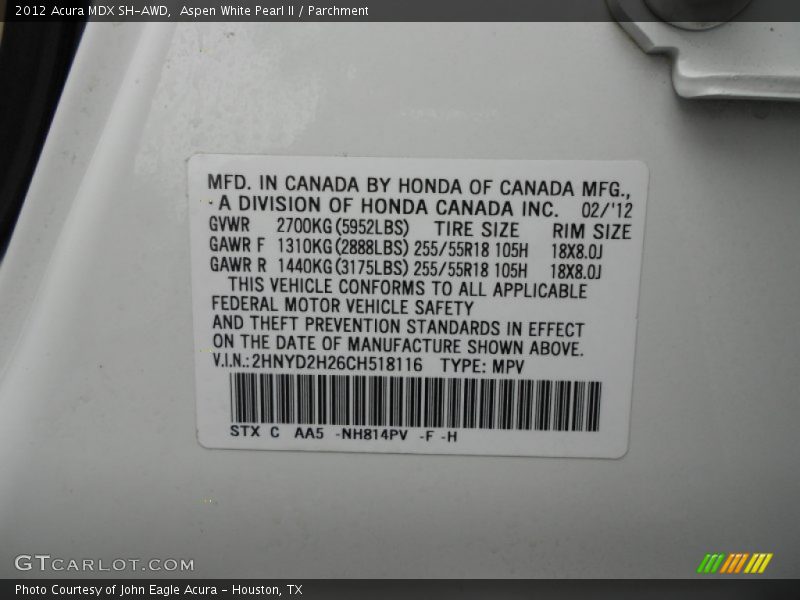 2012 Acura MDX SH-AWD,  Aspen White Pearl II / Parchment
MFD. IN CANADA BY HONDA OF CANADA MFG.,
A DIVISION OF HONDA CANADA INC. 02/'12
GVWR 2700KG(5952LBS) TIRE SIZE RIM SIZE
GAWR F 1310KG(2888LBS) 255/55R18 105H 18X8.0J
GAWR R 1440KG(3175LBS) 255/55R18 105H 18X8.0J
THIS VEHICLE CONFORMS TO ALL APPLICABLE
FEDERAL MOTOR VEHICLE SAFETY
AND THEFT PREVENTION STANDARDS IN EFFECT
ON THE DATE OF MANUFACTURE SHOWN ABOVE.
V.I.N.:2HNYD2H26CH518116 TYPE: MPV
STX C AA5 -NH814PV -F -H
GTCARLOT.COM
Photo Courtesy of John Eagle Acura - Houston, TX